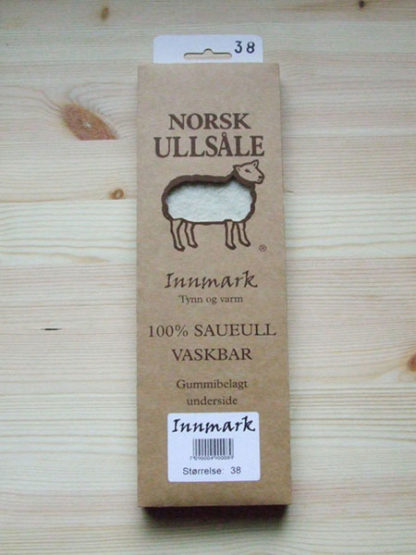 38
NORSK
ULLSÅLE
®
Innmark
Tynn og varm
100% SAUEULL
VASKBAR
Gummibelagt
underside
Innmark
Størrelse: 38